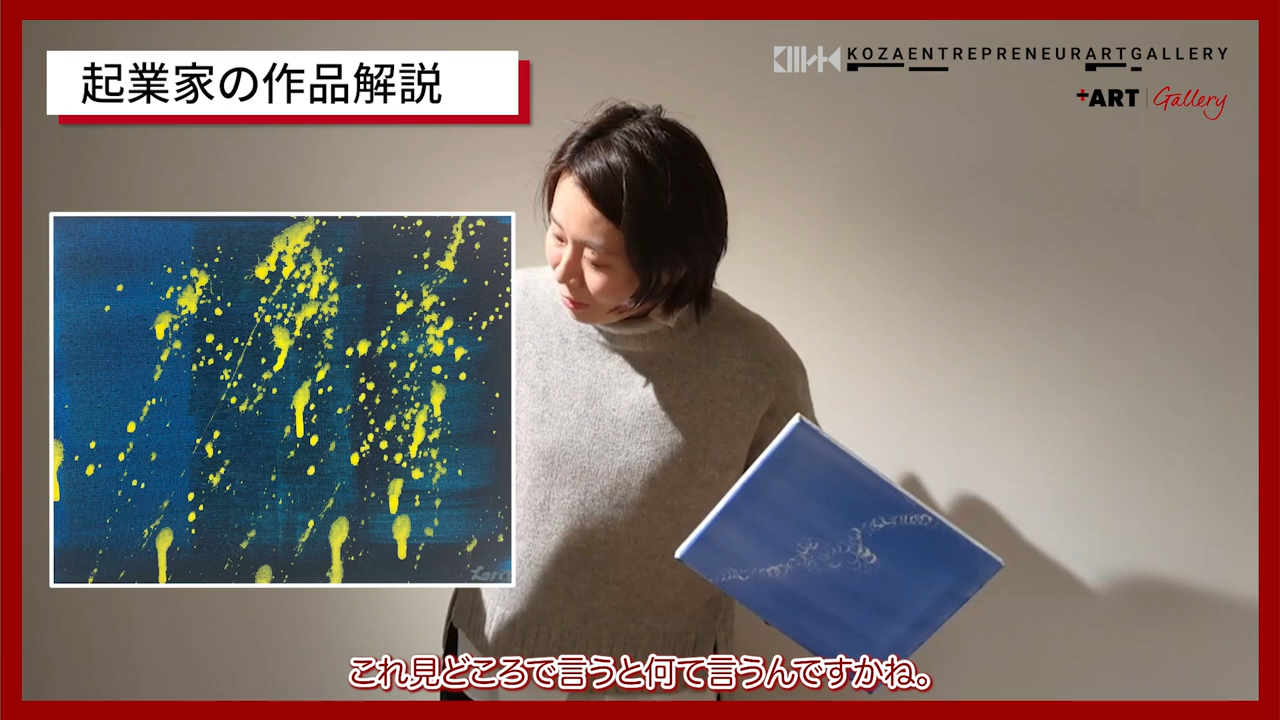 起業家の作品解説
KOZAENTREPRENEURARTGALLERY
+ART Gallery
これ見どころで言うと何て言うんですかね。